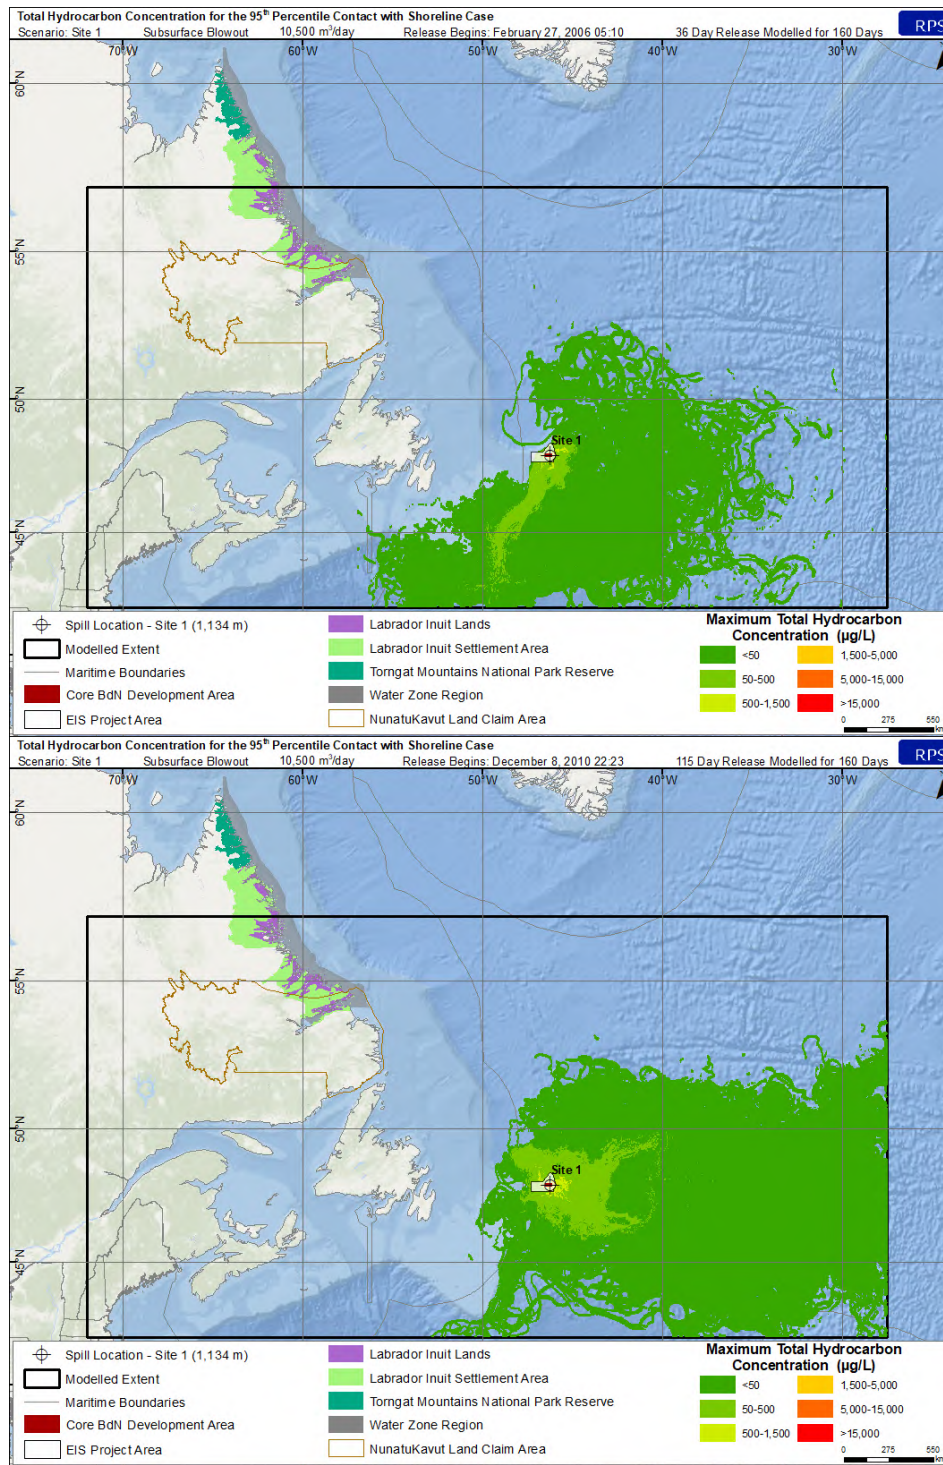 Total Hydrocarbon Concentration for the 95th Percentile Contact with Shoreline Case
Scenario: Site 1 Subsurface Blowout 10,500 m³/day Release Begins: February 27, 2006 05:10 36 Day Release Modelled for 160 Days
RPS
70°W 60°W 50°W 40°W 30°W
60°N
55°N
50°N
Site 1
45°N
Spill Location - Site 1 (1,134 m)
Modelled Extent
Maritime Boundaries
Core BdN Development Area
EIS Project Area
Labrador Inuit Lands
Labrador Inuit Settlement Area
Torngat Mountains National Park Reserve
Water Zone Region
NunatuKavut Land Claim Area
Maximum Total Hydrocarbon
Concentration (µg/L)
<50 1,500-5,000
50-500 5,000-15,000
500-1,500 >15,000
0 275 550
km
Total Hydrocarbon Concentration for the 95th Percentile Contact with Shoreline Case
Scenario: Site 1 Subsurface Blowout 10,500 m³/day Release Begins: December 8, 2010 22:23 115 Day Release Modelled for 160 Days
RPS
70°W 60°W 50°W 40°W 30°W
60°N
55°N
50°N
Site 1
45°N
Spill Location - Site 1 (1,134 m)
Modelled Extent
Maritime Boundaries
Core BdN Development Area
EIS Project Area
Labrador Inuit Lands
Labrador Inuit Settlement Area
Torngat Mountains National Park Reserve
Water Zone Region
NunatuKavut Land Claim Area
Maximum Total Hydrocarbon
Concentration (µg/L)
<50 1,500-5,000
50-500 5,000-15,000
500-1,500 >15,000
0 275 550
km